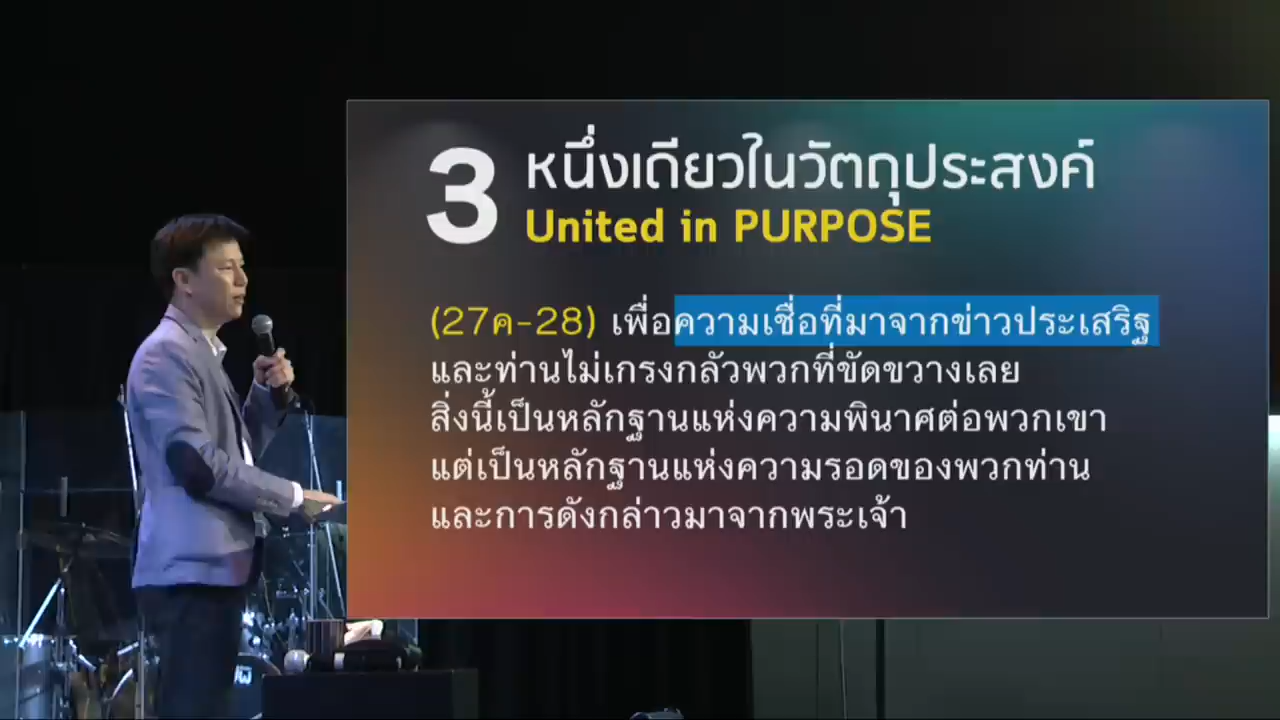 3 หนึ่งเดียวในวัตถุประสงค์
United in PURPOSE
(27ค-28) เพื่อความเชื่อที่มาจากข่าวประเสริฐ
และท่านไม่เกรงกลัวพวกที่ขัดขวางเลย
สิ่งนี้เป็นหลักฐานแห่งความพินาศต่อพวกเขา
แต่เป็นหลักฐานแห่งความรอดของพวกท่าน
และการดังกล่าวมาจากพระเจ้า